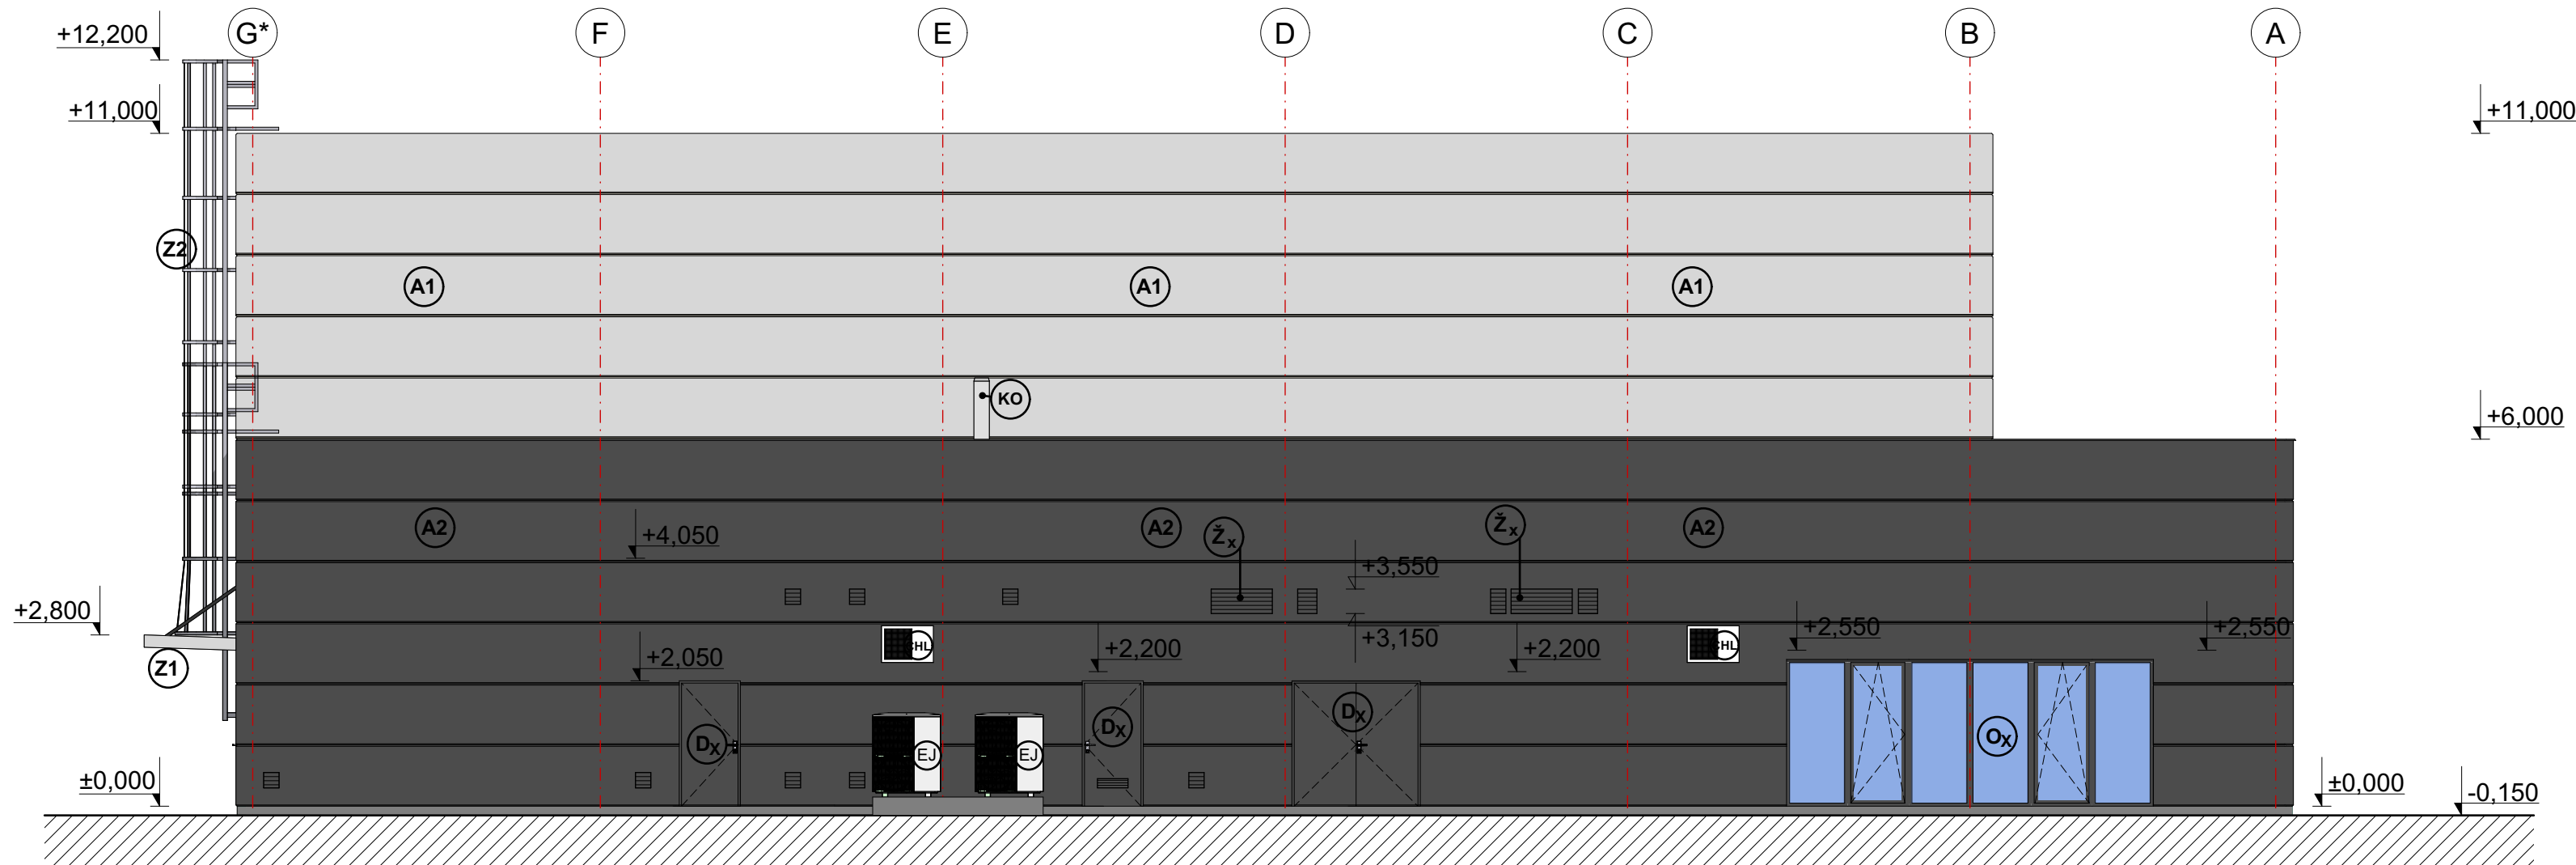 G* F E D C B A
+12,200
+11,000 +11,000
Z2
A1 A1 A1
KO
+6,000
A2 A2 Žx Žx A2
+4,050
+3,550
+2,800
+3,150
+2,550 +2,550
CHL CHL
+2,050 +2,200 +2,200
Z1
Dx Dx Dx
EJ EJ
Ox
±0,000 ±0,000 -0,150